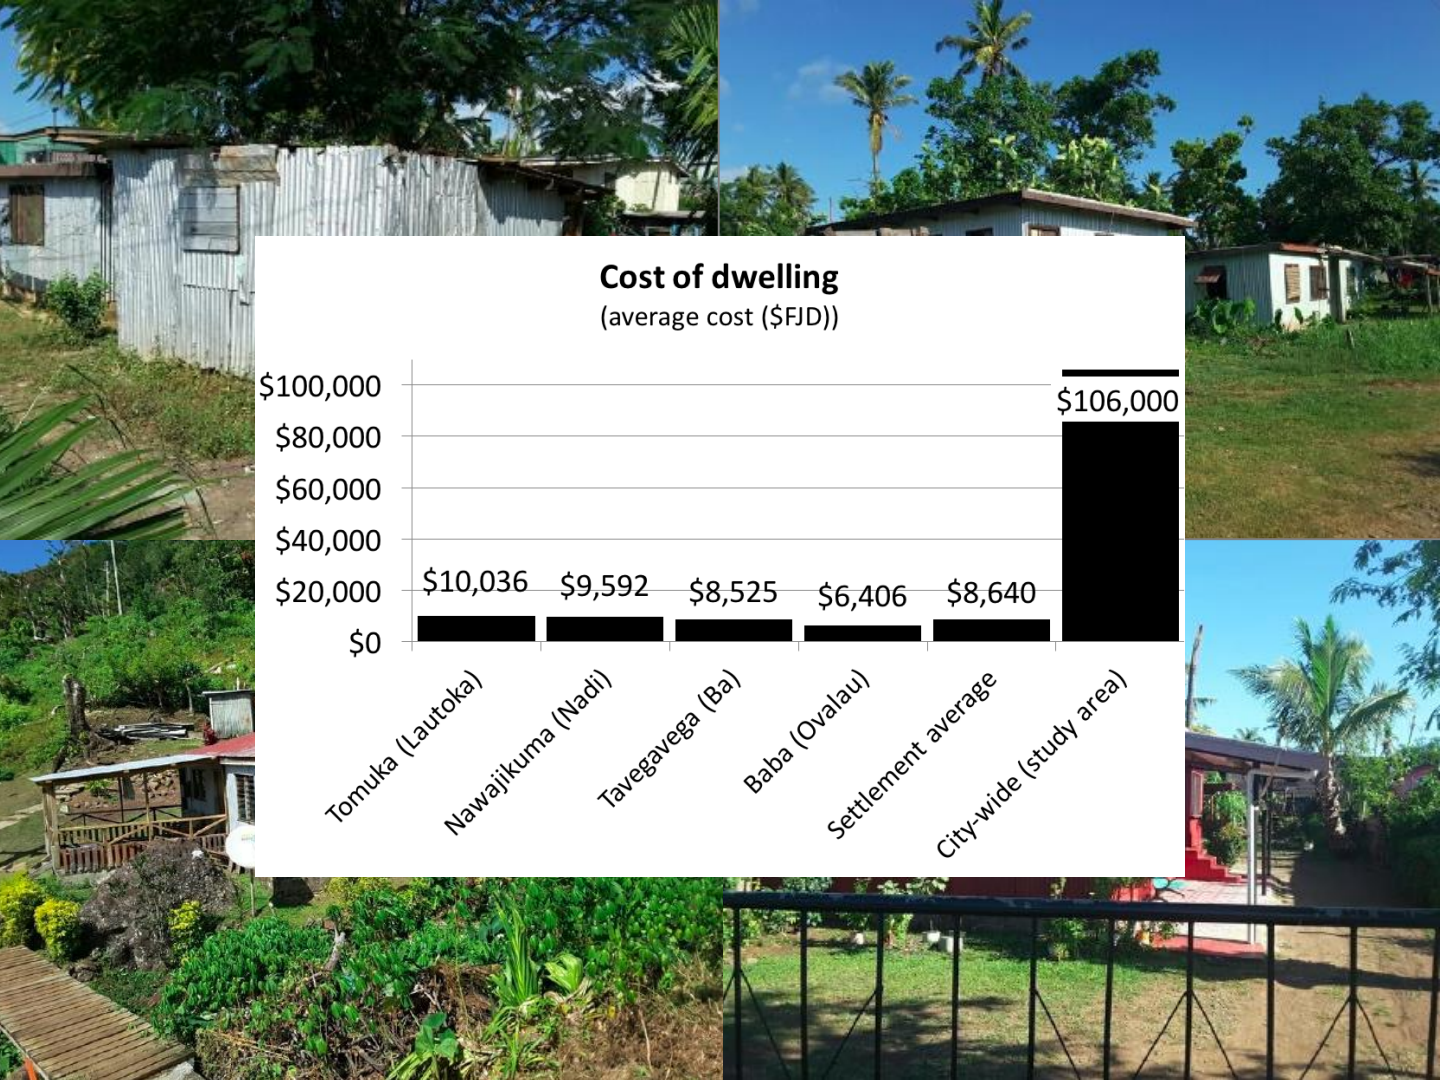 Cost of dwelling
(average cost ($FJD))
$100,000
$80,000
$60,000
$40,000
$20,000
$0
$10,036
$9,592
$8,525
$6,406
$8,640
$106,000
Tomuka (Lautoka)
Nawajikuma (Nadi)
Tavegavega (Ba)
Baba (Ovalau)
Settlement average
City-wide (study area)